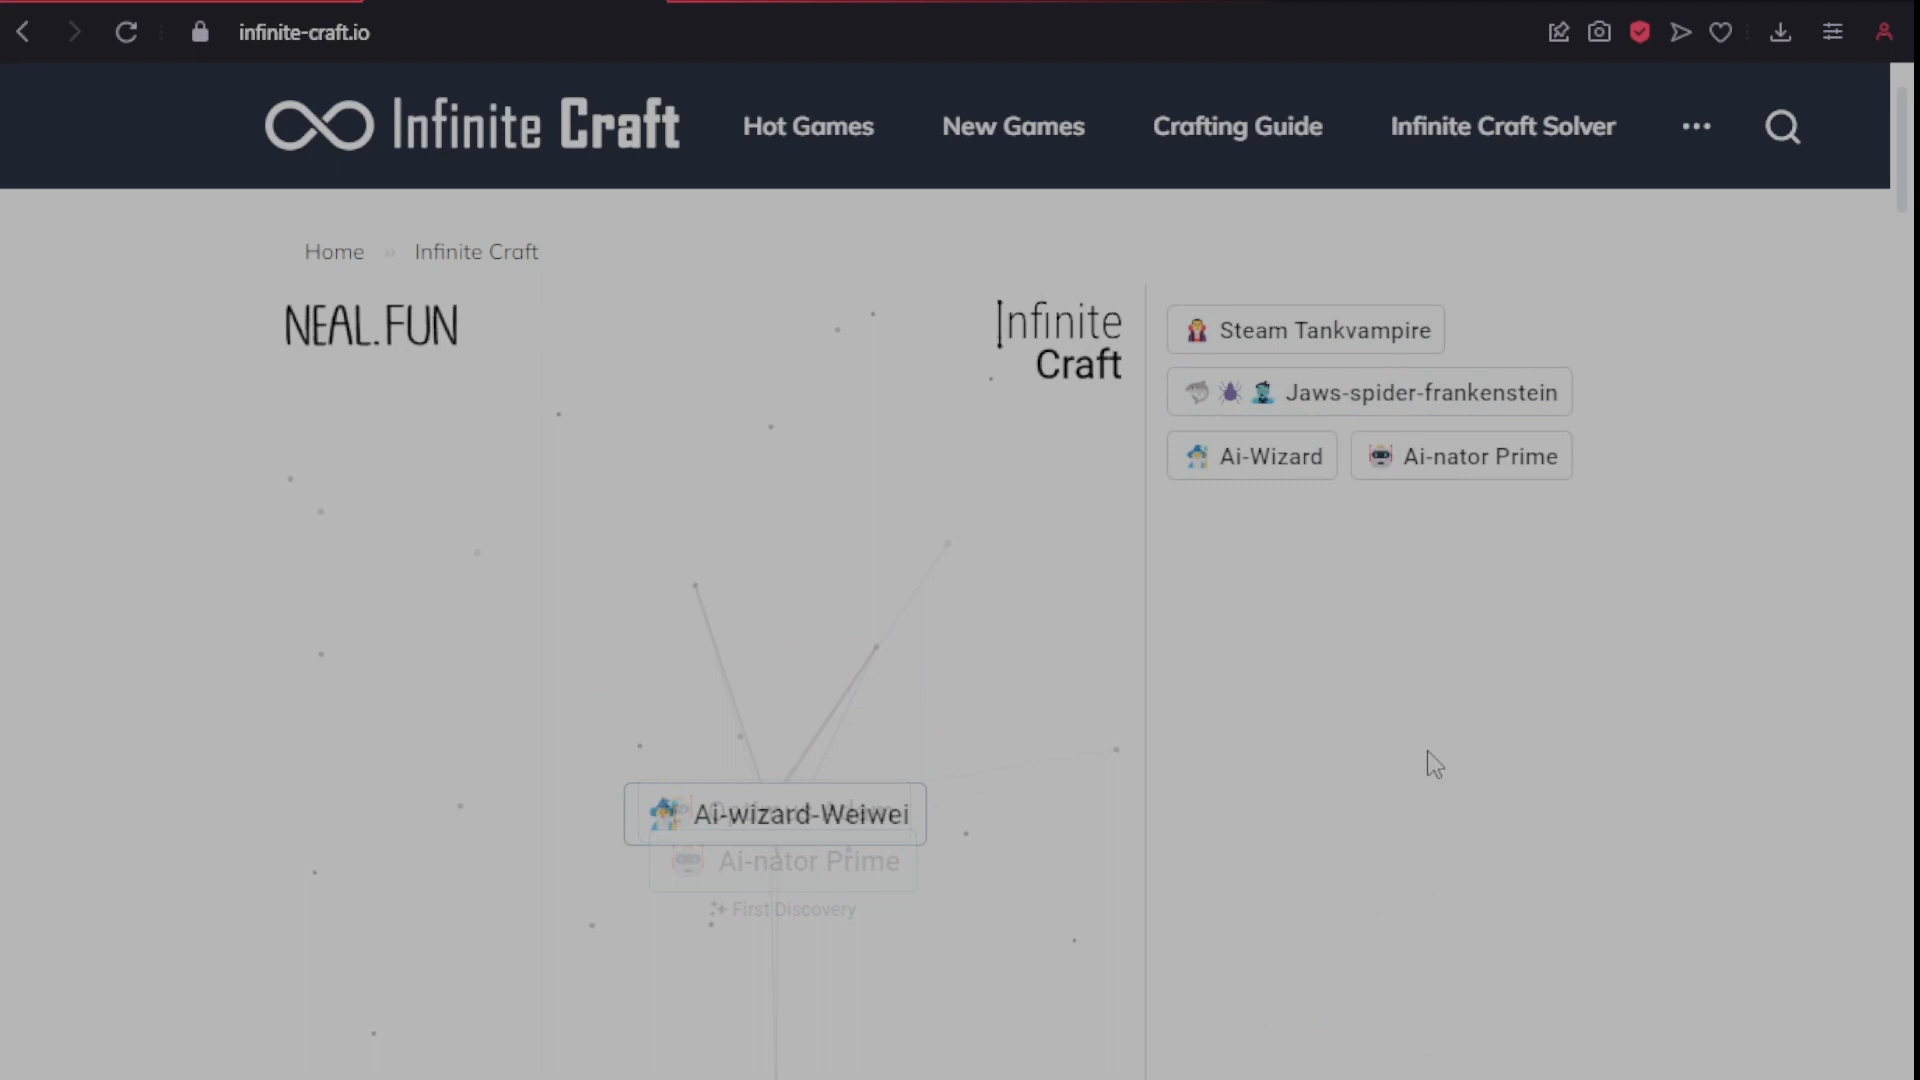 infinite-craft.io
Infinite Craft Hot Games New Games Crafting Guide Infinite Craft Solver
Home » Infinite Craft
NEAL.FUN
Infinite
Craft
Steam Tankvampire
Jaws-spider-frankenstein
Ai-Wizard Ai-nator Prime
Ai-wizard-Weiwei
Ai-nator Prime
First Discovery